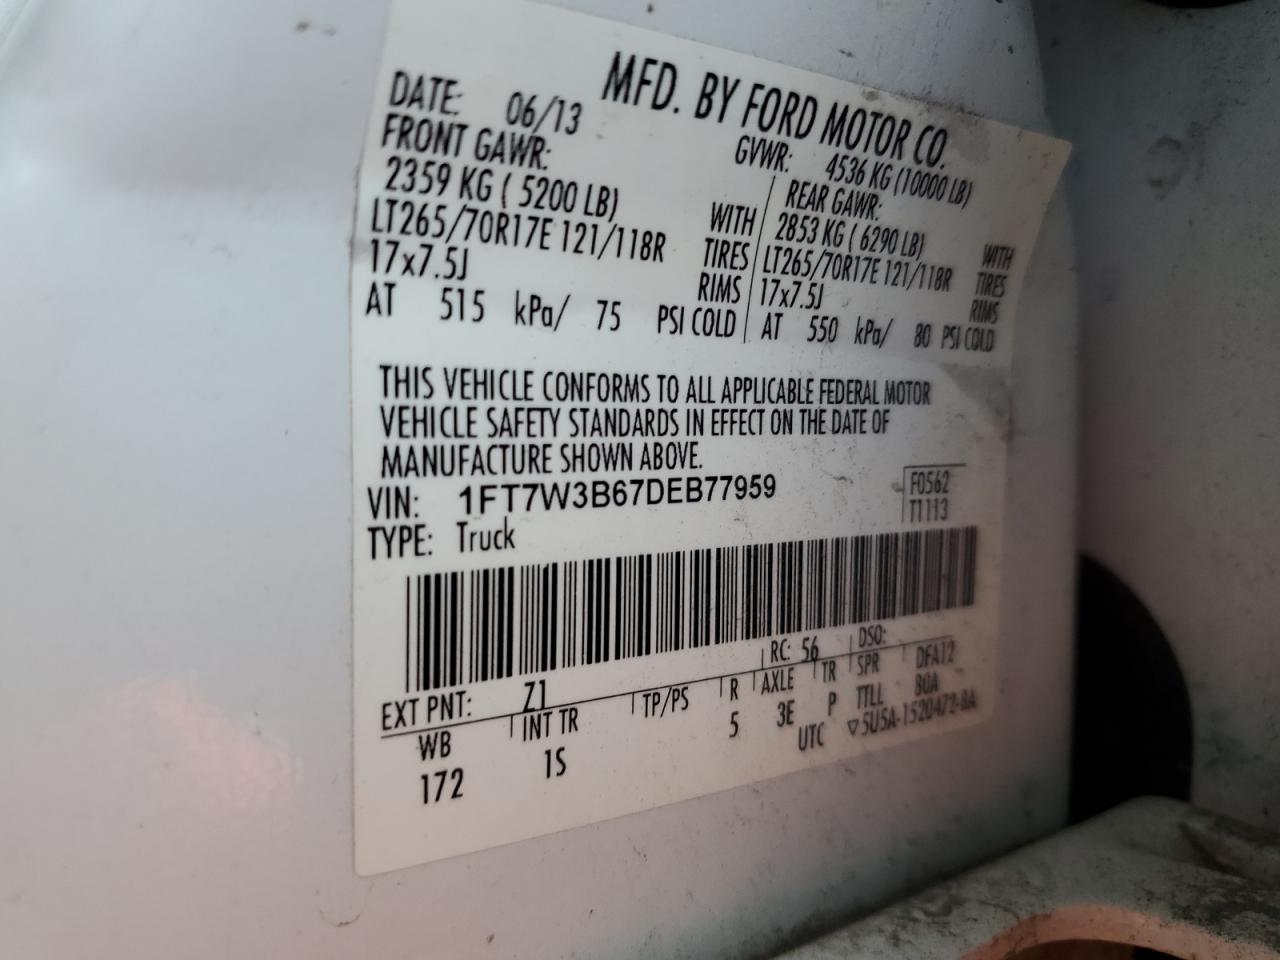 MFD. BY FORD MOTOR CO.
DATE: 06/13 GVWR: 4536 KG (10000 LB)
FRONT GAWR: REAR GAWR:
2359 KG ( 5200 LB) WITH 2853 KG ( 6290 LB) WITH
LT265/70R17E 121/118R TIRES LT265/70R17E 121/118R TIRES
17x7.5J RIMS 17x7.5J RIMS
AT 515 kPa/ 75 PSI COLD AT 550 kPa/ 80 PSI COLD
THIS VEHICLE CONFORMS TO ALL APPLICABLE FEDERAL MOTOR
VEHICLE SAFETY STANDARDS IN EFFECT ON THE DATE OF
MANUFACTURE SHOWN ABOVE.
VIN: 1FT7W3B67DEB77959 F0562
TYPE: Truck T1113
EXT PNT: Z1 RC: 56 DSO:
WB INT TR TP/PS R AXLE TR SPR DFA12
172 1S 5 3E P TTLL BOA
UTC ▽5U5A-1520472-BA